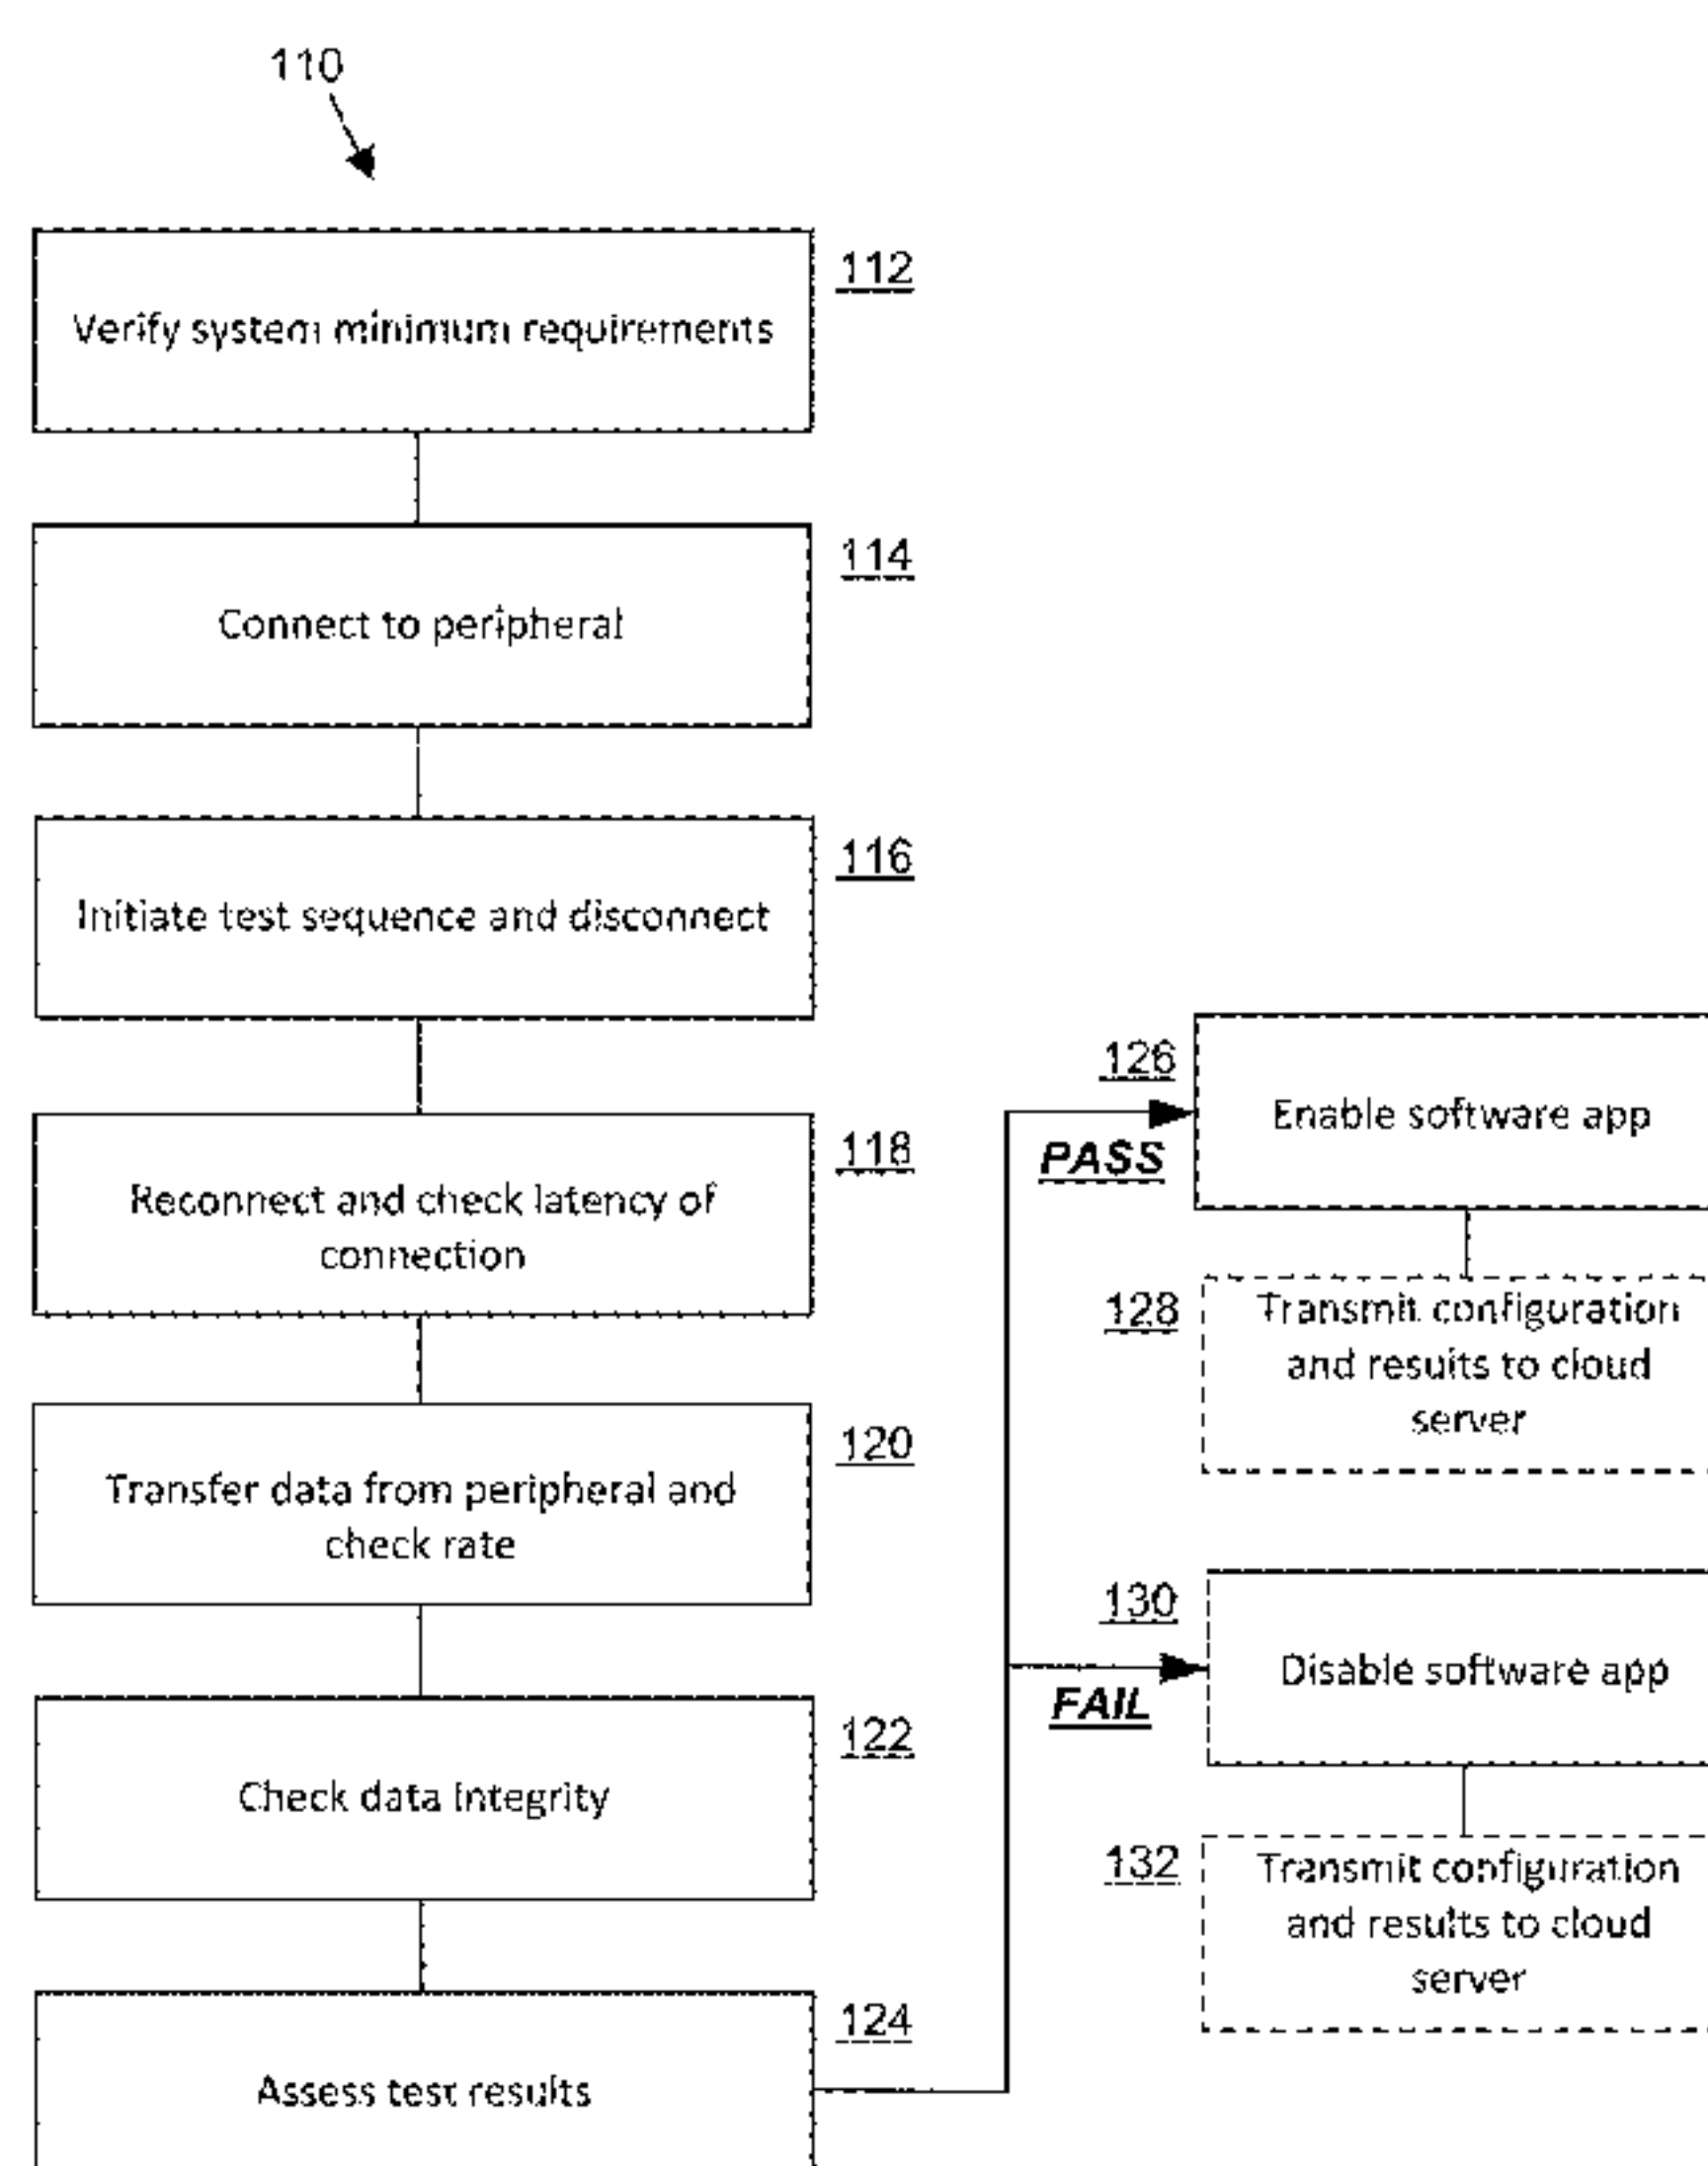 110
112
Verify system minimum requirements
114
Connect to peripheral
116
Initiate test sequence and disconnect
118
Reconnect and check latency of
connection
120
Transfer data from peripheral and
check rate
122
Check data integrity
124
Assess test results
126
Enable software app
PASS
128
Transmit configuration
and results to cloud
server
130
Disable software app
FAIL
132
Transmit configuration
and results to cloud
server